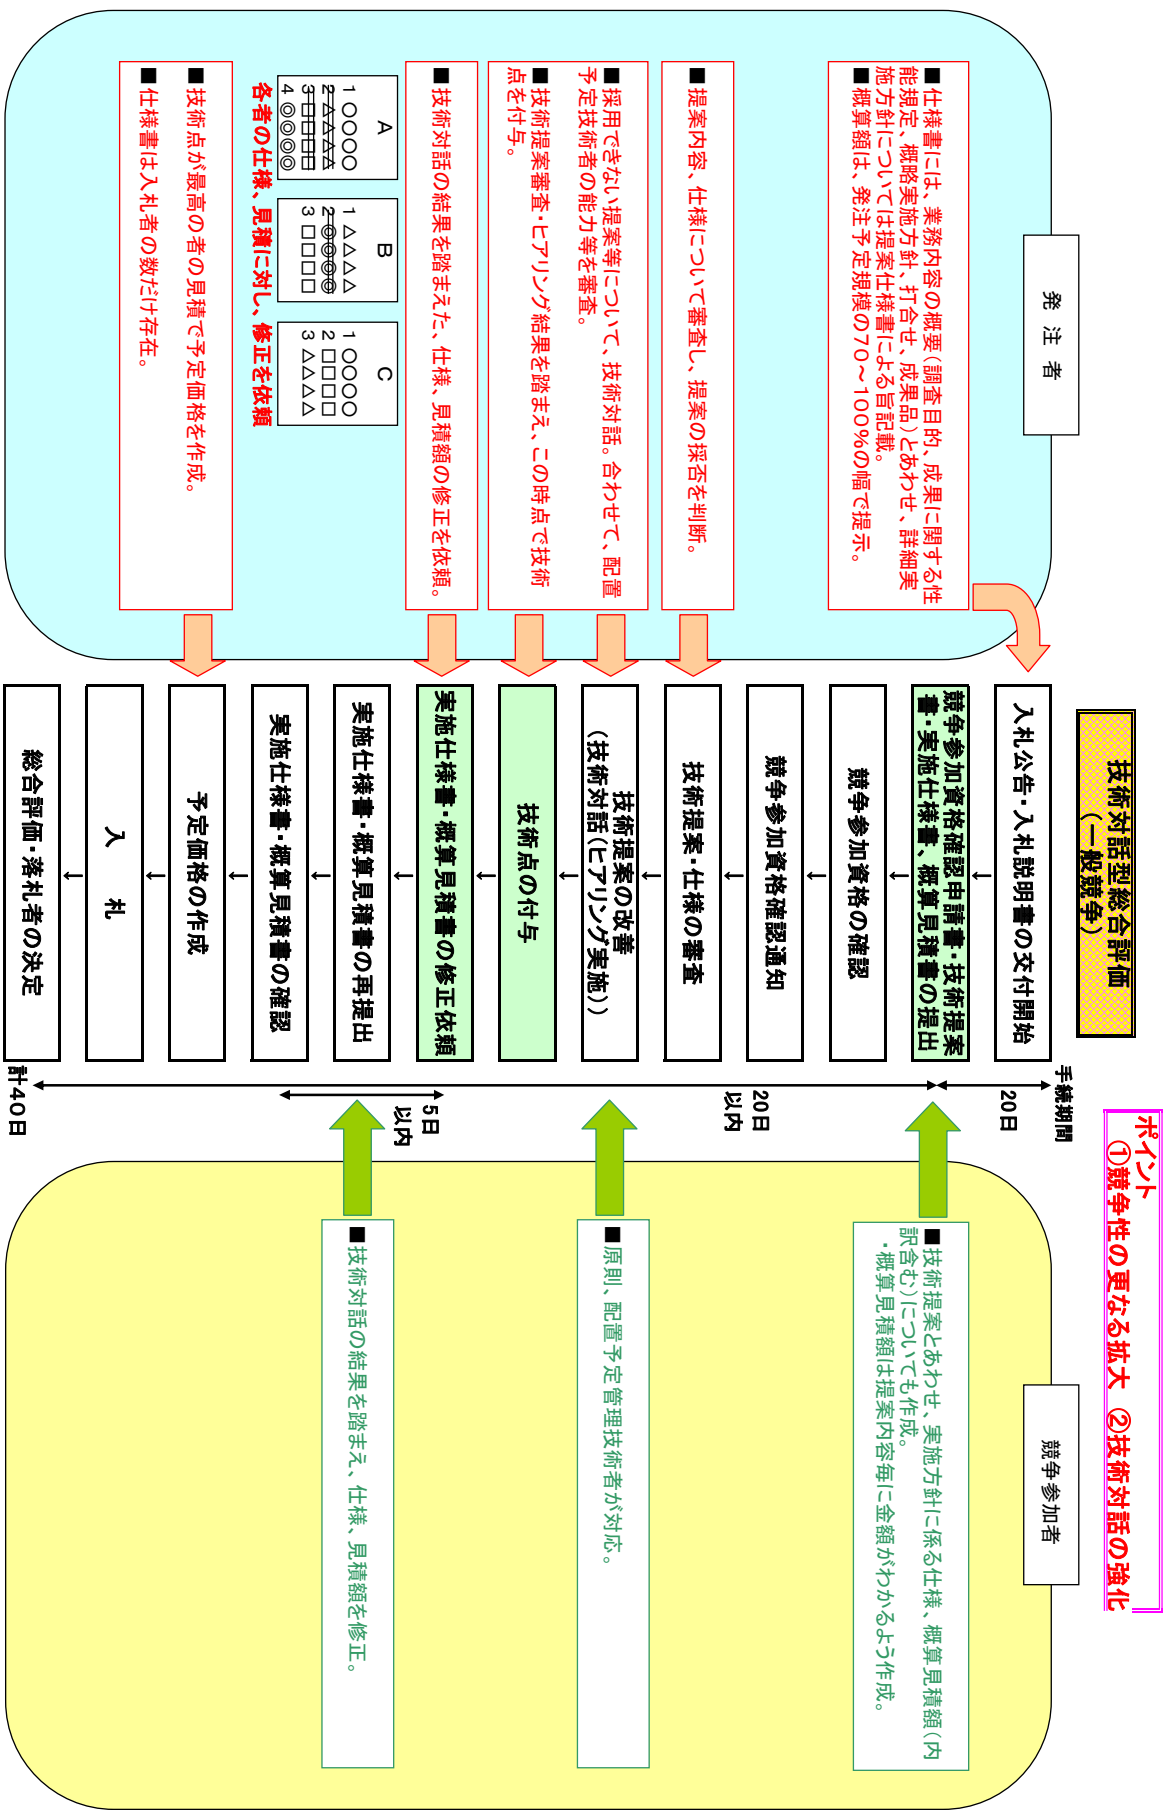 ポイント
①競争性の更なる拡大　②技術対話の強化
技術対話型総合評価
（一般競争）
発　注　者
競争参加者
手続期間
入札公告・入札説明書の交付開始
競争参加資格確認申請書・技術提案
書・実施仕様書、概算見積書の提出
競争参加資格の確認
競争参加資格確認通知
技術提案・仕様の審査
技術提案の改善
（技術対話（ヒアリング実施））
技術点の付与
実施仕様書・概算見積書の修正依頼
実施仕様書・概算見積書の再提出
実施仕様書・概算見積書の確認
予定価格の作成
入　　札
総合評価・落札者の決定
20日
20日
以内
5日
以内
計40日
■仕様書には、業務内容の概要（調査目的、成果に関する性
能規定、概略実施方針、打合せ、成果品）とあわせ、詳細実
施方針については提案仕様書による旨記載。
■概算額は、発注予定規模の70～100％の幅で提示。
■提案内容、仕様について審査し、提案の採否を判断。
■採用できない提案等について、技術対話。合わせて、配置
予定技術者の能力等を審査。
■技術提案審査・ヒアリング結果を踏まえ、この時点で技術
点を付与。
■技術対話の結果を踏まえた、仕様、見積額の修正を依頼。
A
1 ○○○○
2 △△△△
3 □□□□
4 ◎◎◎◎
B
1 △△△△
2 ◎◎◎◎
3 □□□□
C
1 ○○○○
2 □□□□
3 △△△△
各者の仕様、見積に対し、修正を依頼
■技術点が最高の者の見積で予定価格を作成。
■仕様書は入札者の数だけ存在。
■技術提案とあわせ、実施方針に係る仕様、概算見積額（内
訳含む）についても作成。
・概算見積額は提案内容毎に金額がわかるよう作成。
■原則、配置予定管理技術者が対応。
■技術対話の結果を踏まえ、仕様、見積額を修正。